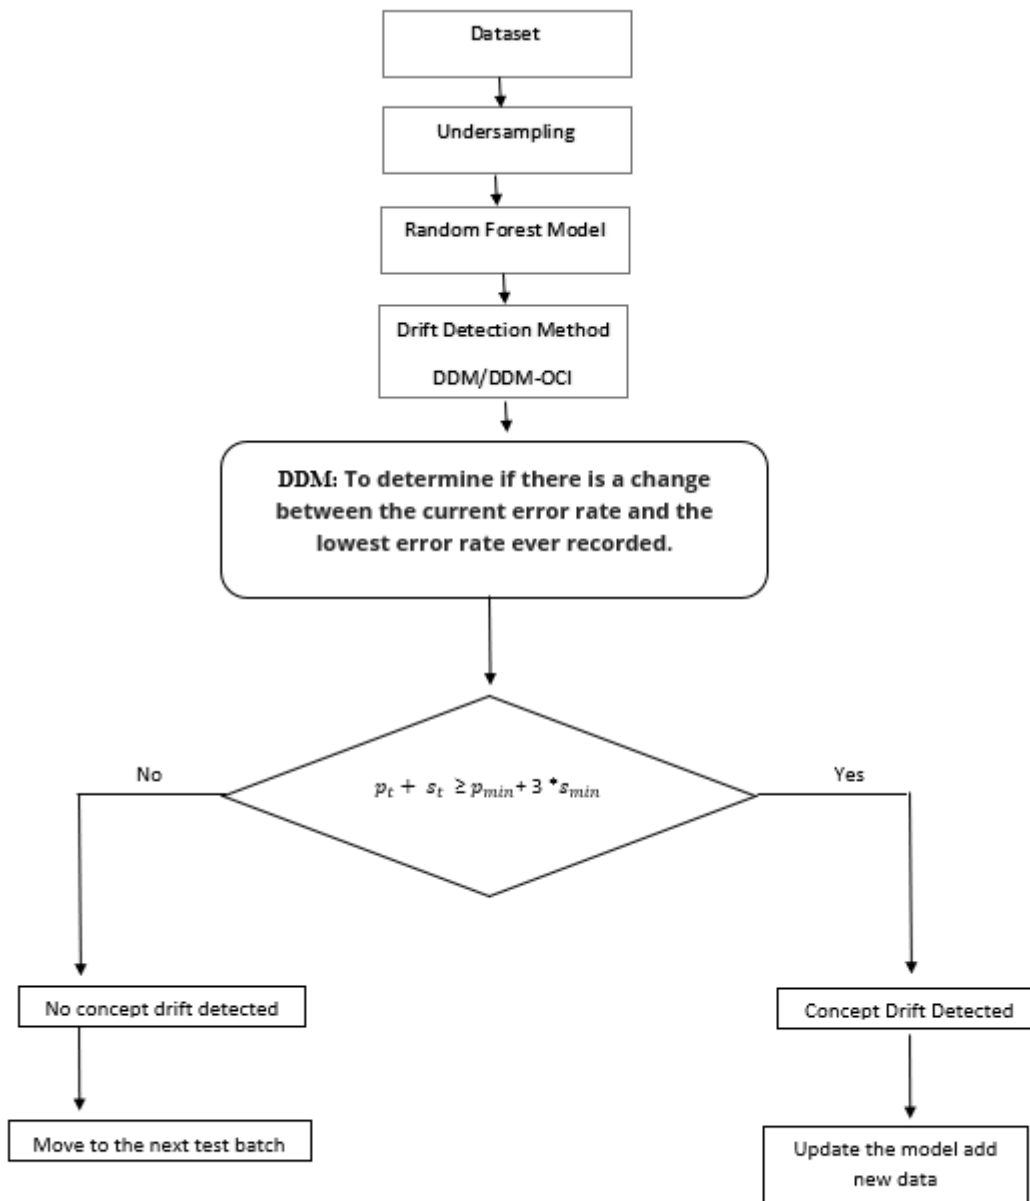 Dataset
Undersampling
Random Forest Model
Drift Detection Method
DDM/DDM-OCI
DDM: To determine if there is a change
between the current error rate and the
lowest error rate ever recorded.
No
p_t + s_t ≥ p_min + 3 * s_min
Yes
No concept drift detected
Concept Drift Detected
Move to the next test batch
Update the model add
new data